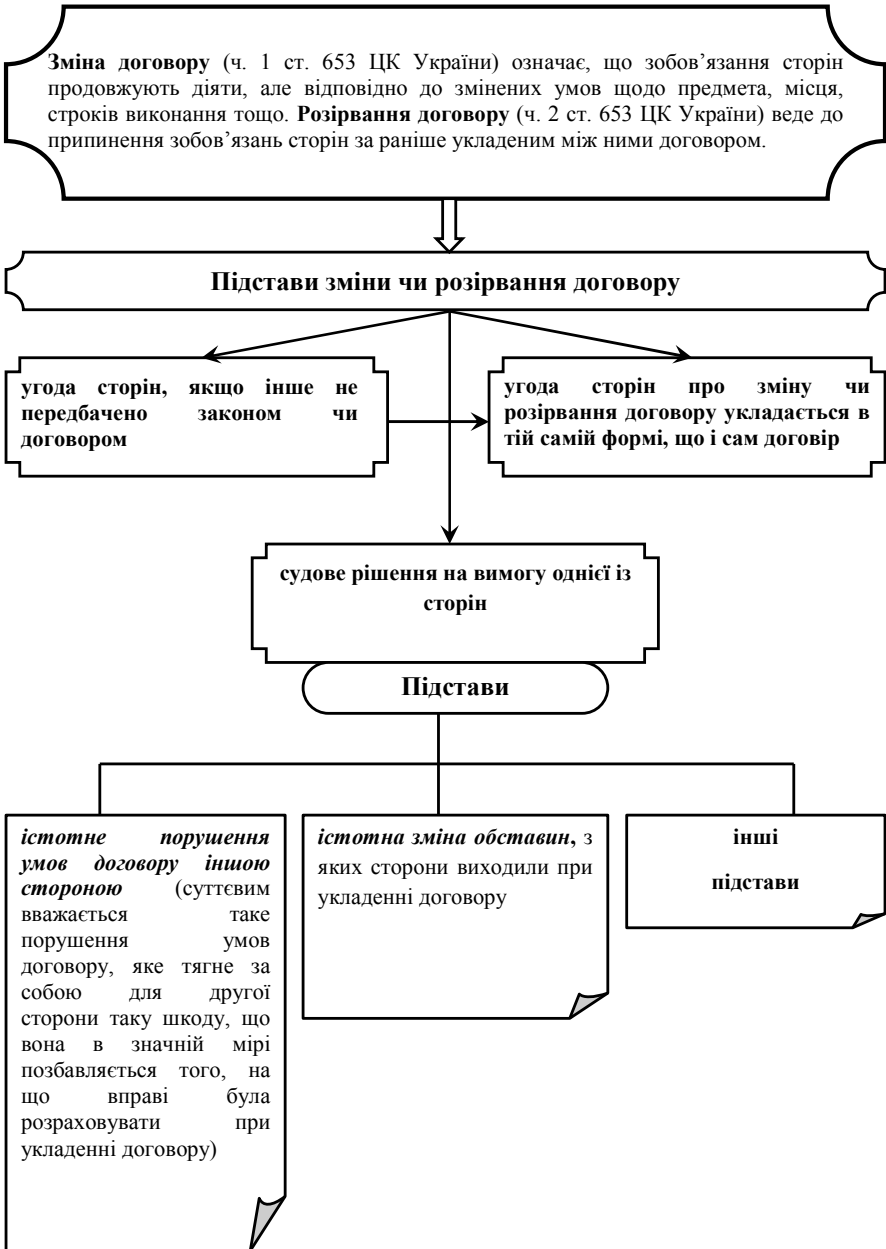 Зміна договору (ч. 1 ст. 653 ЦК України) означає, що зобов’язання сторін
продовжують діяти, але відповідно до змінених умов щодо предмета, місця,
строків виконання тощо. Розірвання договору (ч. 2 ст. 653 ЦК України) веде до
припинення зобов’язань сторін за раніше укладеним між ними договором.
Підстави зміни чи розірвання договору
угода сторін, якщо інше не
передбачено законом чи
договором
угода сторін про зміну чи
розірвання договору укладається в
тій самій формі, що і сам договір
судове рішення на вимогу однієї із
сторін
Підстави
істотне порушення
умов договору іншою
стороною (суттєвим
вважається таке
порушення умов
договору, яке тягне за
собою для другої
сторони таку шкоду, що
вона в значній мірі
позбавляється того, на
що вправі була
розраховувати при
укладенні договору)
істотна зміна обставин, з
яких сторони виходили при
укладенні договору
інші
підстави